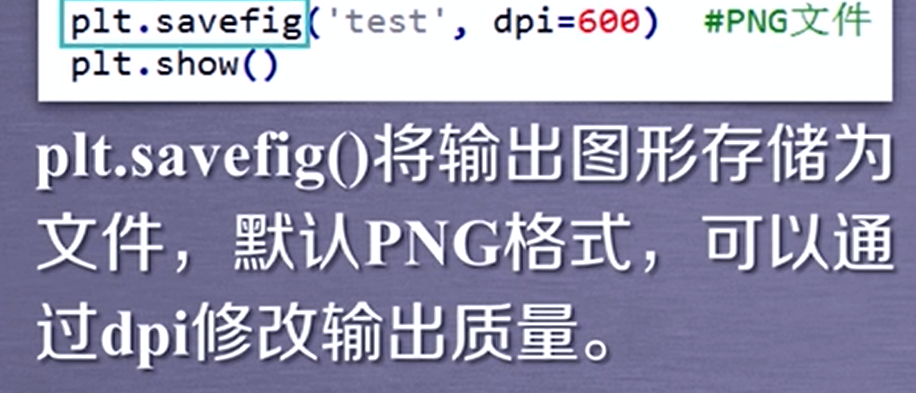 plt.savefig('test', dpi=600)  #PNG文件
plt.show()
plt.savefig()将输出图形存储为
文件，默认PNG格式，可以通
过dpi修改输出质量。